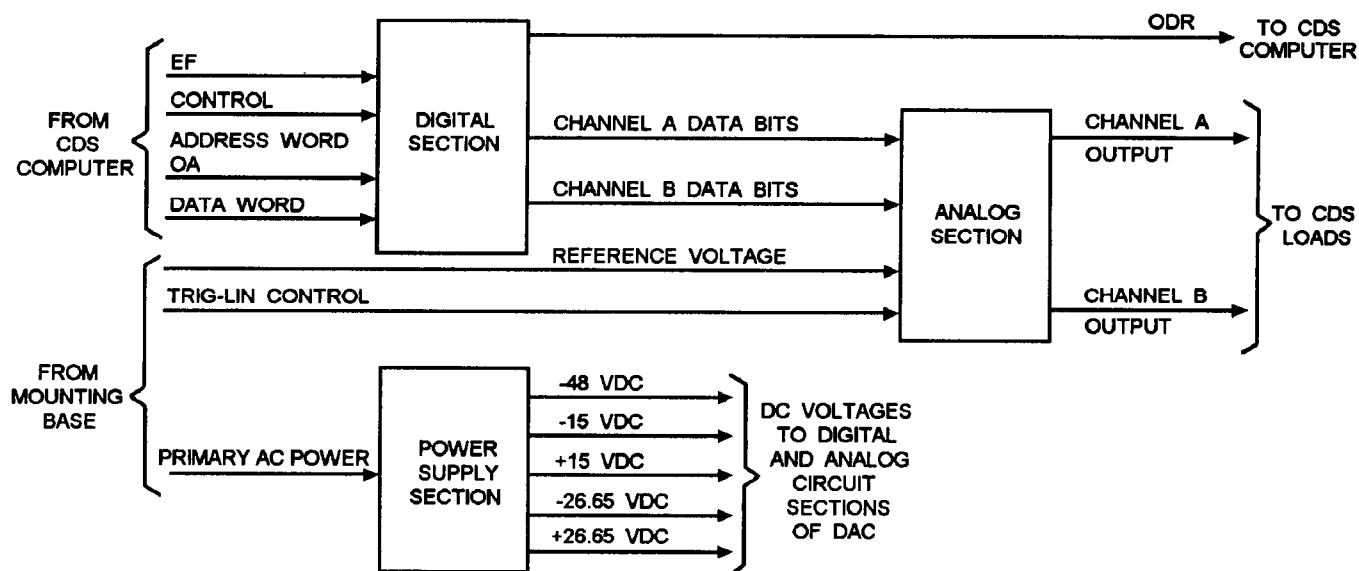 ODR
TO CDS
COMPUTER
FROM
CDS
COMPUTER
EF
CONTROL
ADDRESS WORD
OA
DATA WORD
DIGITAL
SECTION
CHANNEL A DATA BITS
CHANNEL B DATA BITS
ANALOG
SECTION
CHANNEL A
OUTPUT
CHANNEL B
OUTPUT
TO CDS
LOADS
REFERENCE VOLTAGE
TRIG-LIN CONTROL
FROM
MOUNTING
BASE
PRIMARY AC POWER
POWER
SUPPLY
SECTION
-48 VDC
-15 VDC
+15 VDC
-26.65 VDC
+26.65 VDC
DC VOLTAGES
TO DIGITAL
AND ANALOG
CIRCUIT
SECTIONS
OF DAC